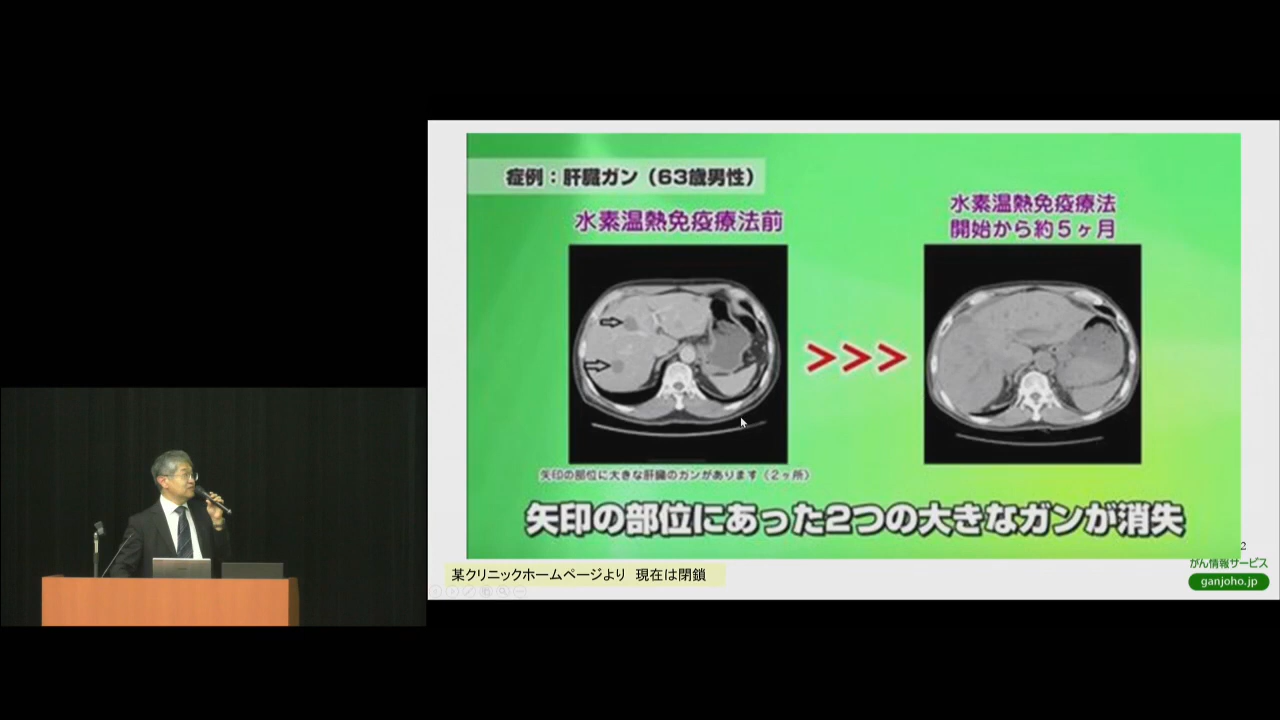 症例：肝臓ガン（63歳男性）
水素温熱免疫療法前
水素温熱免疫療法
開始から約5ヶ月
矢印の部位に大きな肝臓のガンがあります（2ヶ所）
矢印の部位にあった2つの大きなガンが消失
2
某クリニックホームページより　現在は閉鎖
がん情報サービス
ganjoho.jp